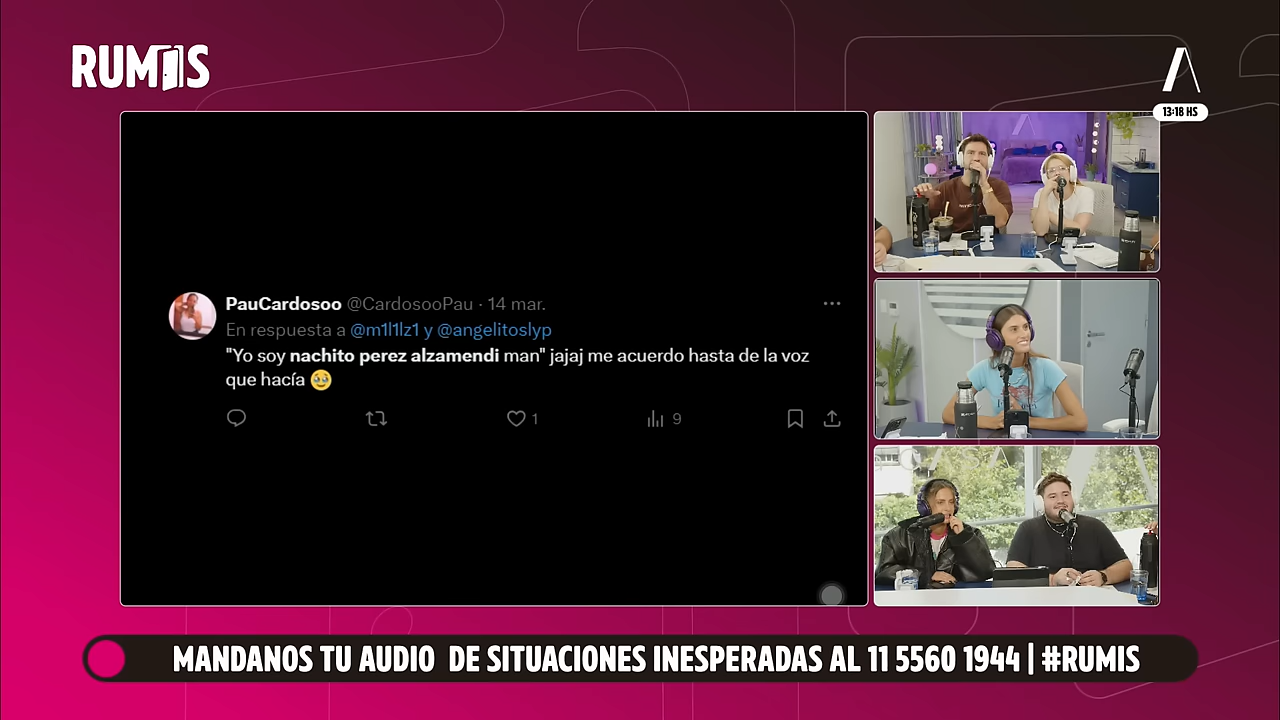 RUMIS
13:18 HS
PauCardosoo @CardosooPau · 14 mar.
En respuesta a @m1l1lz1 y @angelitoslyp
"Yo soy nachito perez alzamendi man" jajaj me acuerdo hasta de la voz
que hacía 🥹
1
9
MANDANOS TU AUDIO DE SITUACIONES INESPERADAS AL 11 5560 1944 | #RUMIS